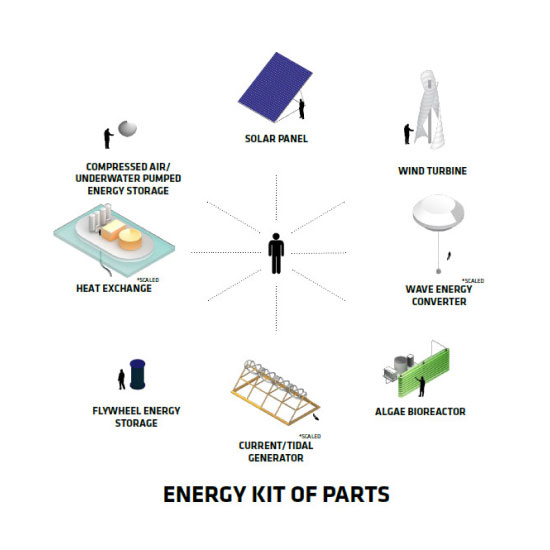 SOLAR PANEL
COMPRESSED AIR/
UNDERWATER PUMPED
ENERGY STORAGE
WIND TURBINE
*SCALED
HEAT EXCHANGE
*SCALED
WAVE ENERGY
CONVERTER
FLYWHEEL ENERGY
STORAGE
ALGAE BIOREACTOR
*SCALED
CURRENT/TIDAL
GENERATOR
ENERGY KIT OF PARTS